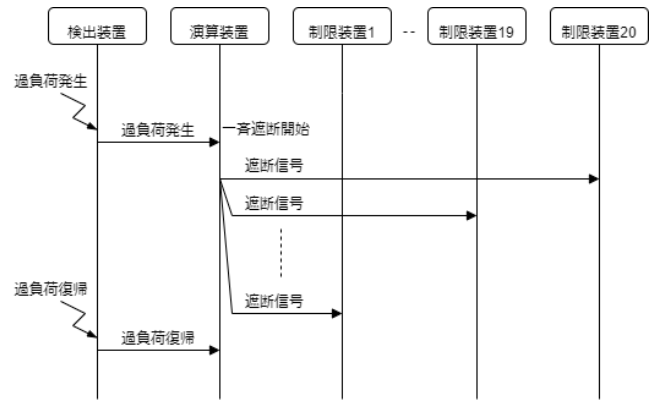 検出装置
演算装置
制限装置1
--
制限装置19
制限装置20
過負荷発生
過負荷発生
一斉遮断開始
遮断信号
遮断信号
遮断信号
過負荷復帰
過負荷復帰